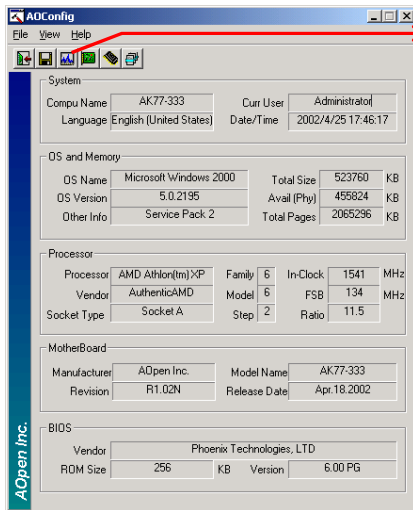 AOConfig
File View Help
System
Compu Name AK77-333 Curr User Administrator
Language English (United States) Date/Time 2002/4/25 17:46:17
OS and Memory
OS Name Microsoft Windows 2000 Total Size 523760 KB
OS Version 5.0.2195 Avail (Phy) 455824 KB
Other Info Service Pack 2 Total Pages 2065296 KB
Processor
Processor AMD Athlon(tm) XP Family 6 In-Clock 1541 MHz
Vendor AuthenticAMD Model 6 FSB 134 MHz
Socket Type Socket A Step 2 Ratio 11.5
MotherBoard
Manufacturer AOpen Inc. Model Name AK77-333
Revision R1.02N Release Date Apr.18.2002
BIOS
Vendor Phoenix Technologies, LTD
ROM Size 256 KB Version 6.00 PG
AOpen Inc.